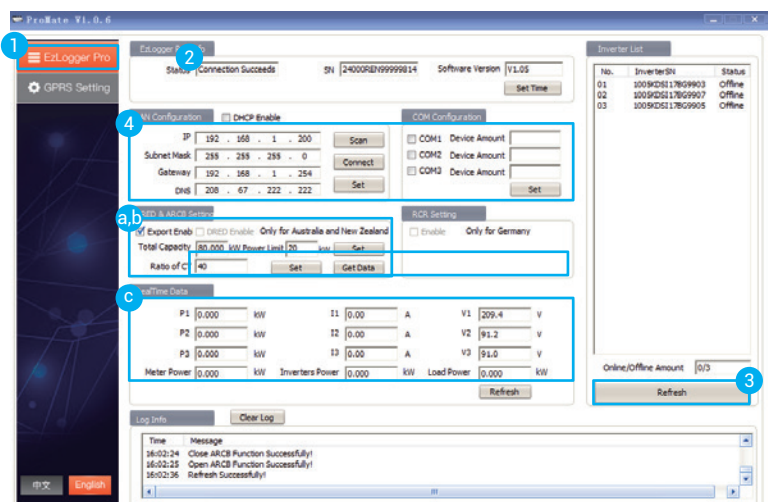 ProMate V1.0.6
1
EzLogger Pro
GPRS Setting
EzLogger Pro Info
2
Status Connection Succeeds SN 24000REN99999814 Software Version V1.05
Set Time
4
LAN Configuration DHCP Enable
IP 192 . 168 . 1 . 200 Scan
Subnet Mask 255 . 255 . 255 . 0 Connect
Gateway 192 . 168 . 1 . 254
DNS 208 . 67 . 222 . 222 Set
COM Configuration
COM1 Device Amount
COM2 Device Amount
COM3 Device Amount
Set
a,b
DRED & ARCB Setting
Export Enab DRED Enable Only for Australia and New Zealand
Total Capacity 80.000 kW Power Limit 20 kW Set
Ratio of CT 40 Set Get Data
RCR Setting
Enable Only for Germany
c
RealTime Data
P1 0.000 kW I1 0.00 A V1 209.4 V
P2 0.000 kW I2 0.00 A V2 91.2 V
P3 0.000 kW I3 0.00 A V3 91.0 V
Meter Power 0.000 kW Inverters Power 0.000 kW Load Power 0.000 kW
Refresh
Log Info Clear Log
Time Message
16:02:24 Close ARCB Function Successfully!
16:02:25 Open ARCB Function Successfully!
16:02:36 Refresh Successfully!
Inverter List
No. InverterSN Status
01 1005KDSI178G9903 Offline
02 1005KDSI178G9907 Offline
03 1005KDSI178G9905 Offline
Online/Offline Amount 0/3
3
Refresh
中文 English